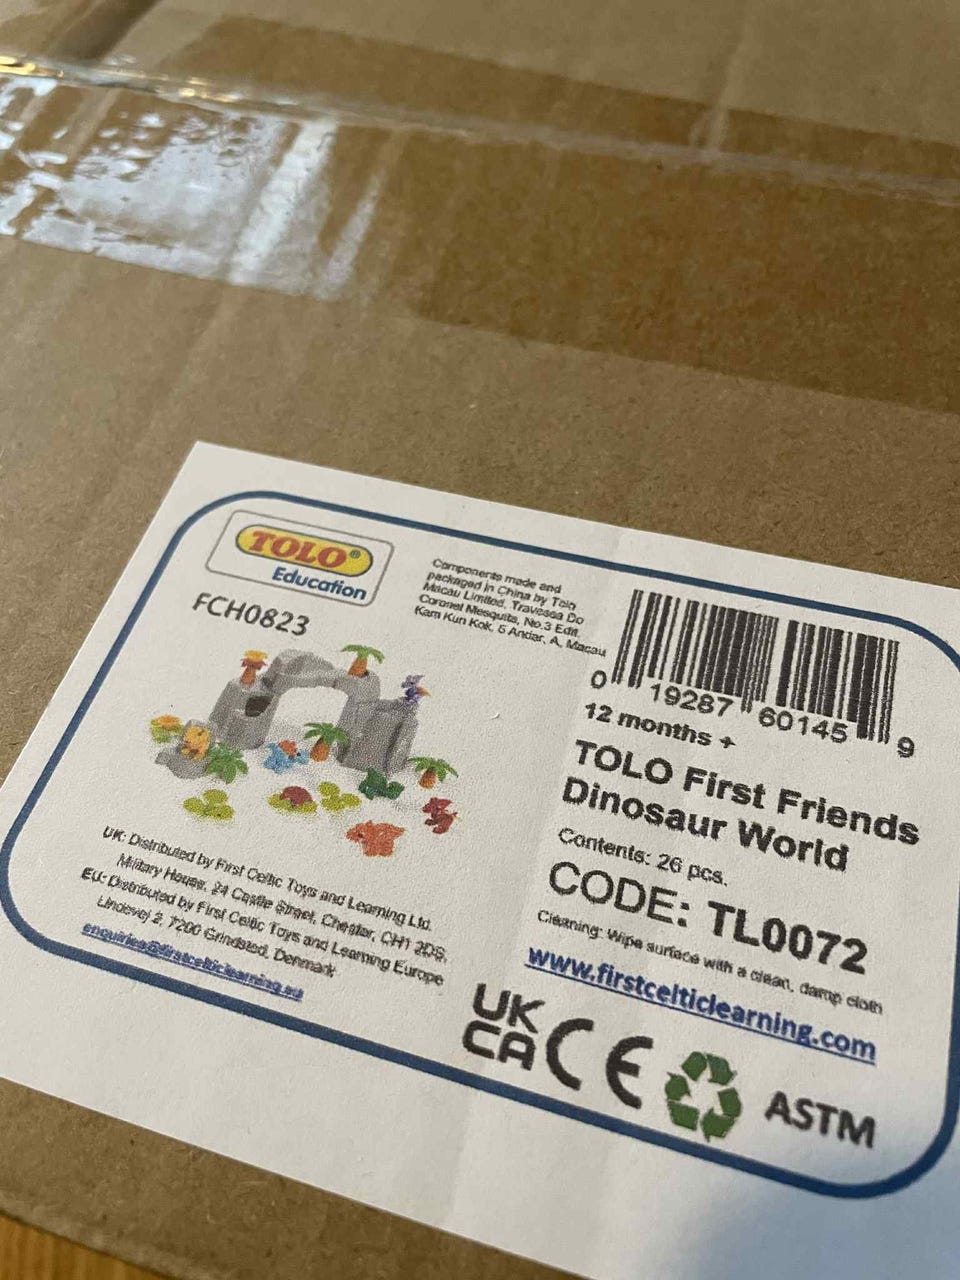 TOLO®
Education
FCH0823
Components made and
packaged in China by Tolo
Macau Limited, Travessa Do
Coronel Mesquita, No.3 Edif.
Kam Kun Kok, 5 Andar, A, Macau
0 19287 60145 9
12 months +
TOLO First Friends
Dinosaur World
Contents: 26 pcs.
CODE: TL0072
Cleaning: Wipe surface with a clean, damp cloth
www.firstcelticlearning.com
UK: Distributed by First Celtic Toys and Learning Ltd.
Military House, 24 Castle Street, Chester, CH1 2DS,
EU: Distributed by First Celtic Toys and Learning Europe
Lindevej 2, 7200 Grindsted, Denmark
enquiries@firstcelticlearning.eu
UK
CA
CE
ASTM